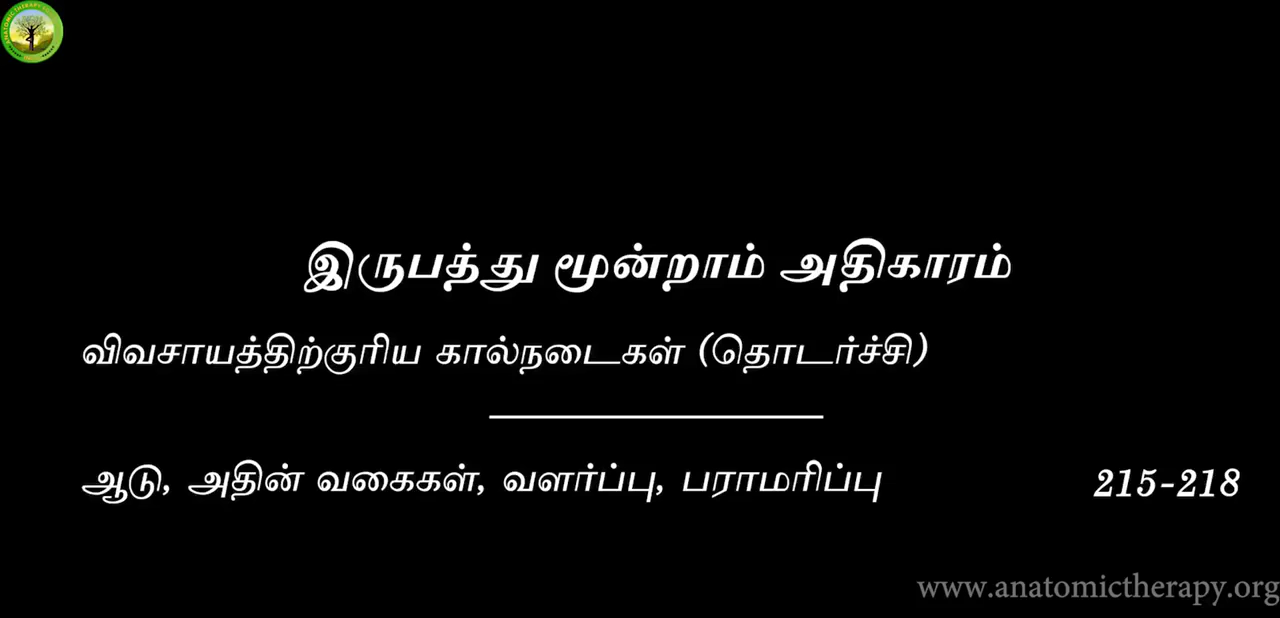 இருபத்து மூன்றாம் அதிகாரம்
விவசாயத்திற்குரிய கால்நடைகள் (தொடர்ச்சி)
ஆடு, அதின் வகைகள், வளர்ப்பு, பராமரிப்பு 215-218
www.anatomictherapy.org